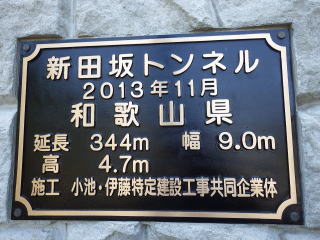 新田坂トンネル
2013年11月
和歌山県
延長 344m 幅 9.0m
高 4.7m
施工 小池・伊藤特定建設工事共同企業体